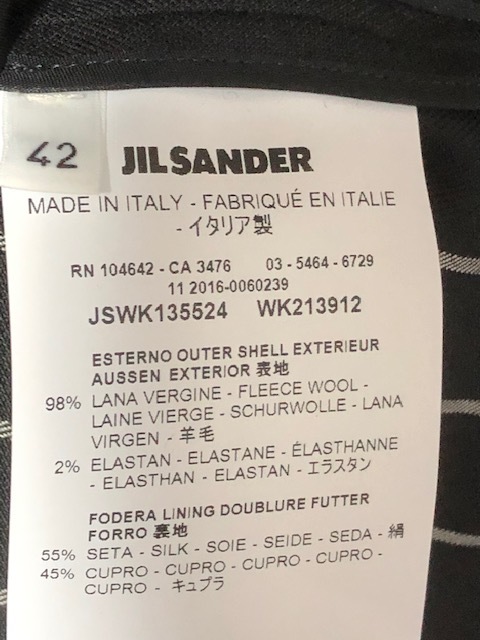 42
JIL SANDER
MADE IN ITALY - FABRIQUÉ EN ITALIE
- イタリア製
RN 104642 - CA 3476 03 - 5464 - 6729
11 2016-0060239
JSWK135524 WK213912
ESTERNO OUTER SHELL EXTERIEUR
AUSSEN EXTERIOR 表地
98% LANA VERGINE - FLEECE WOOL -
LAINE VIERGE - SCHURWOLLE - LANA
VIRGEN - 羊毛
2% ELASTAN - ELASTANE - ÉLASTHANNE
- ELASTHAN - ELASTAN - エラスタン
FODERA LINING DOUBLURE FUTTER
FORRO 裏地
55% SETA - SILK - SOIE - SEIDE - SEDA - 絹
45% CUPRO - CUPRO - CUPRO - CUPRO -
CUPRO - キュプラ